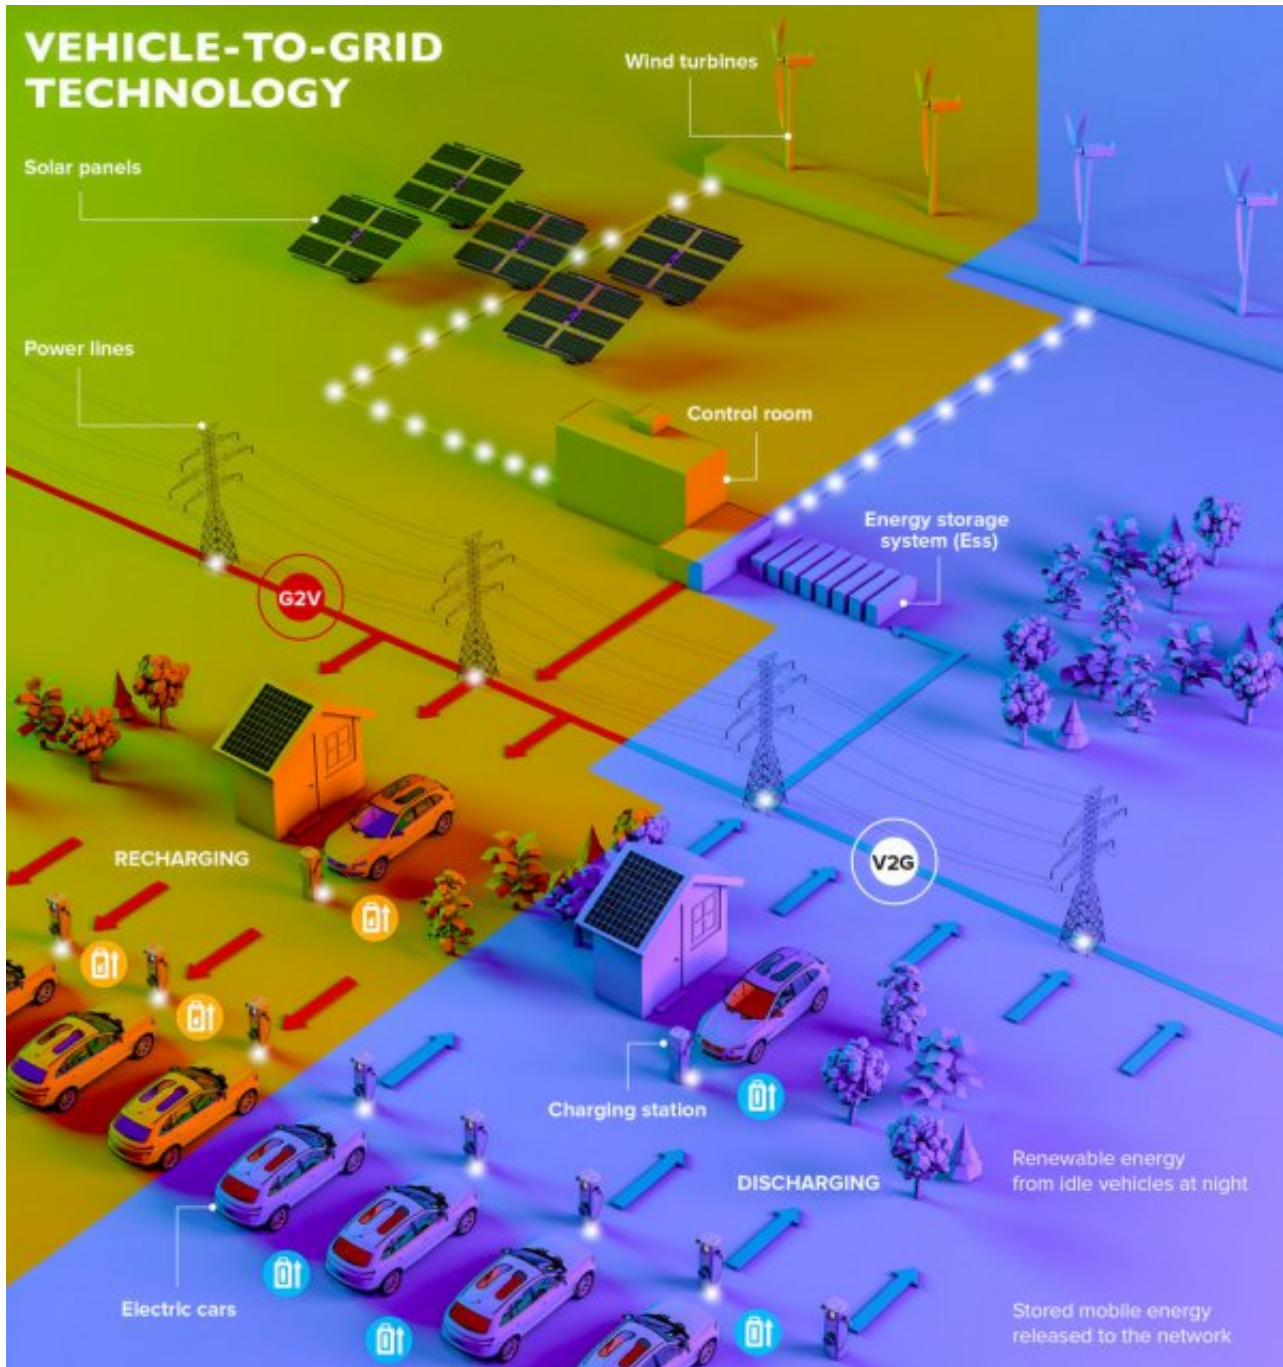 VEHICLE-TO-GRID
TECHNOLOGY
Wind turbines
Solar panels
Power lines
Control room
Energy storage
system (Ess)
G2V
V2G
RECHARGING
Charging station
DISCHARGING
Renewable energy
from idle vehicles at night
Electric cars
Stored mobile energy
released to the network